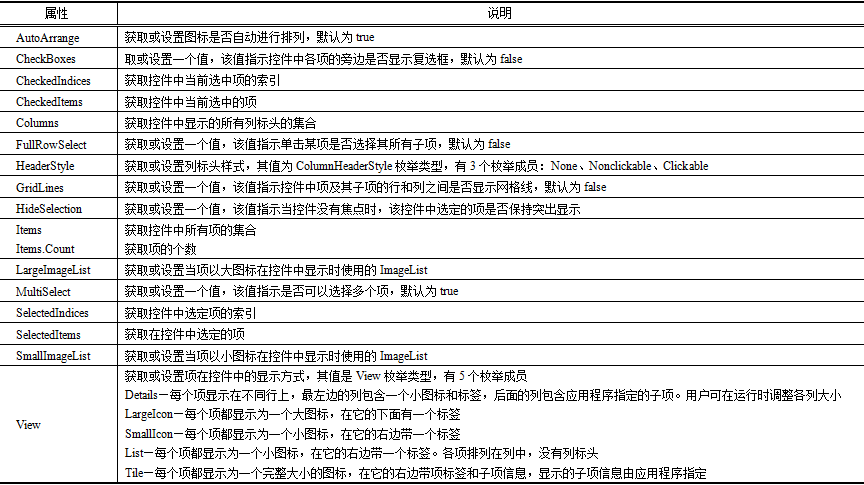 属性 说明
AutoArrange 获取或设置图标是否自动进行排列，默认为 true
CheckBoxes 取或设置一个值，该值指示控件中各项的旁边是否显示复选框，默认为 false
CheckedIndices 获取控件中当前选中项的索引
CheckedItems 获取控件中当前选中的项
Columns 获取控件中显示的所有列标头的集合
FullRowSelect 获取或设置一个值，该值指示单击某项是否选择其所有子项，默认为 false
HeaderStyle 获取或设置列标头样式，其值为 ColumnHeaderStyle 枚举类型，有 3 个枚举成员：None、Nonclickable、Clickable
GridLines 获取或设置一个值，该值指示控件中项及其子项的行和列之间是否显示网格线，默认为 false
HideSelection 获取或设置一个值，该值指示当控件没有焦点时，该控件中选定的项是否保持突出显示
Items 获取控件中所有项的集合
Items.Count 获取项的个数
LargeImageList 获取或设置当项以大图标在控件中显示时使用的 ImageList
MultiSelect 获取或设置一个值，该值指示是否可以选择多个项，默认为 true
SelectedIndices 获取控件中选定项的索引
SelectedItems 获取在控件中选定的项
SmallImageList 获取或设置当项以小图标在控件中显示时使用的 ImageList
获取或设置项在控件中的显示方式，其值是 View 枚举类型，有 5 个枚举成员
Details—每个项显示在不同行上，最左边的列包含一个小图标和标签，后面的列包含应用程序指定的子项。用户可在运行时调整各列大小
LargeIcon—每个项都显示为一个大图标，在它的下面有一个标签
View SmallIcon—每个项都显示为一个小图标，在它的右边带一个标签
List—每个项都显示为一个小图标，在它的右边带一个标签。各项排列在列中，没有列标头
Tile—每个项都显示为一个完整大小的图标，在它的右边带项标签和子项信息，显示的子项信息由应用程序指定